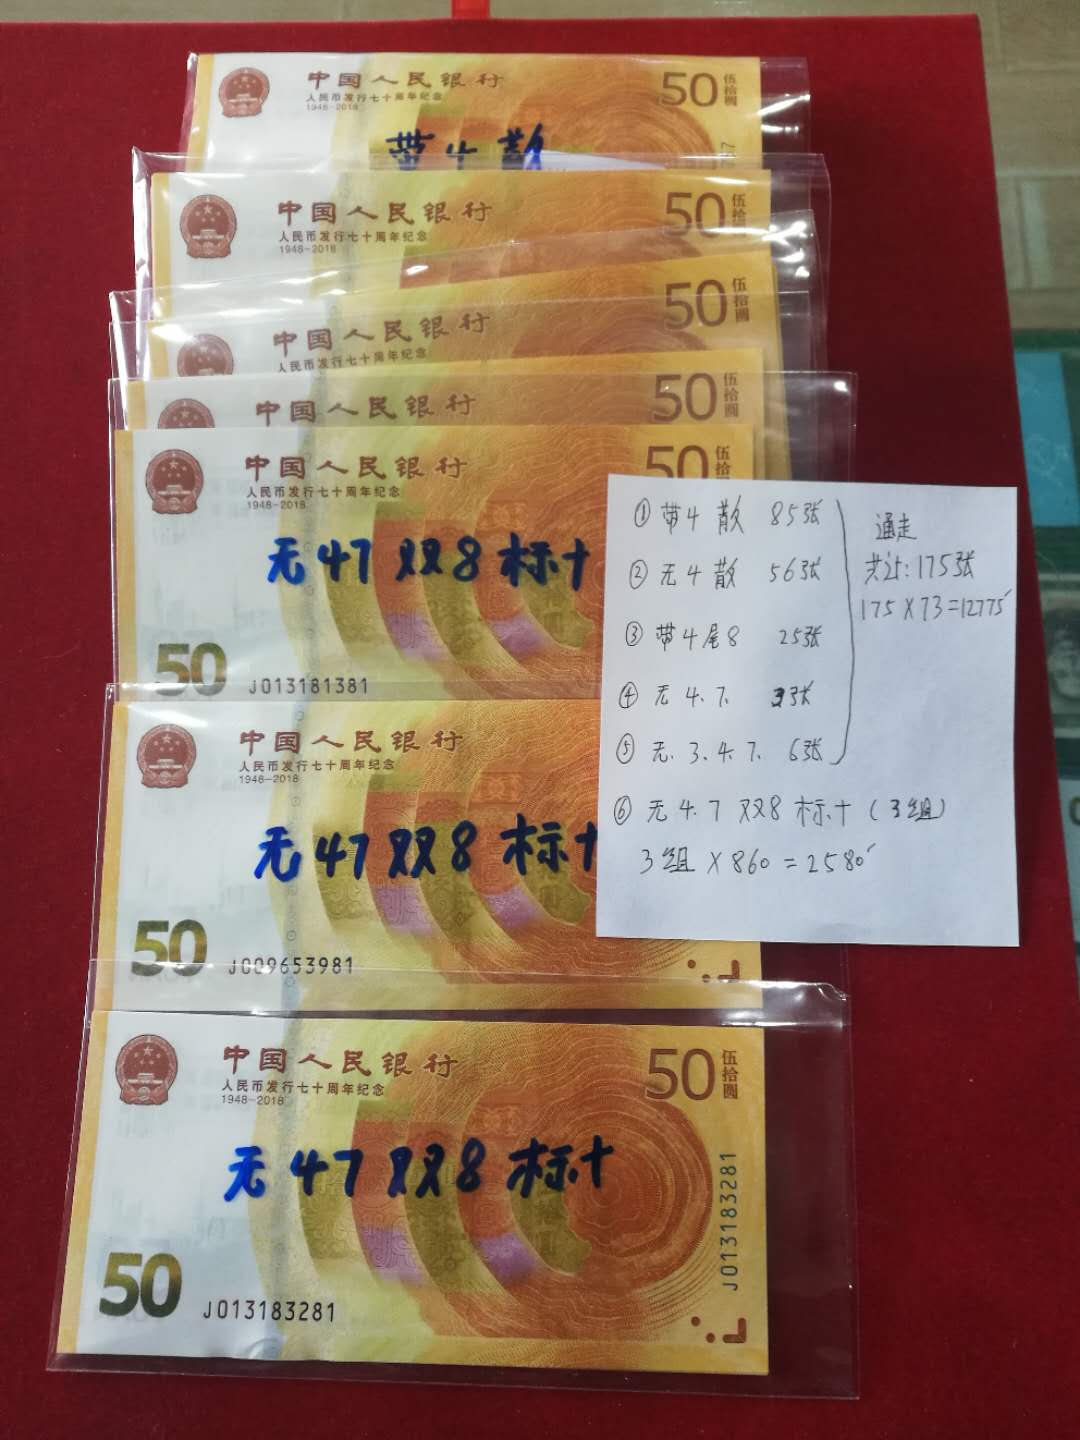 中国人民银行
人民币发行七十周年纪念
1948-2018
50
伍拾圆
带4散
中国人民银行
人民币发行七十周年纪念
1948-2018
50
伍拾圆
中国人民银行
人民币发行七十周年纪念
50
伍拾圆
中国人民银行
50
伍拾圆
中国人民银行
人民币发行七十周年纪念
1948-2018
50
无47双8标十
50
J013181381
中国人民银行
人民币发行七十周年纪念
1948-2018
无47双8标十
50
J009653981
中国人民银行
人民币发行七十周年纪念
1948-2018
50
伍拾圆
无47双8标十
J013183281
50
J013183281
① 带4散 85张
② 无4散 56张
③ 带4尾8 25张
④ 无4.7. 3张
⑤ 无.3.4.7. 6张
通走
共计:175张
175×73=12775
⑥ 无4.7双8标十(3组)
3组×860=2580